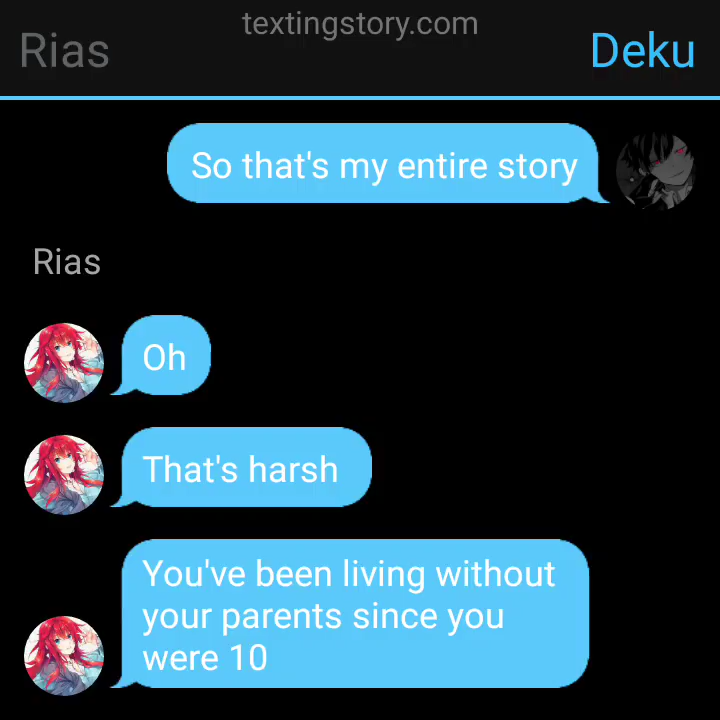 textingstory.com
Rias
Deku
So that's my entire story
Rias
Oh
That's harsh
You've been living without
your parents since you
were 10